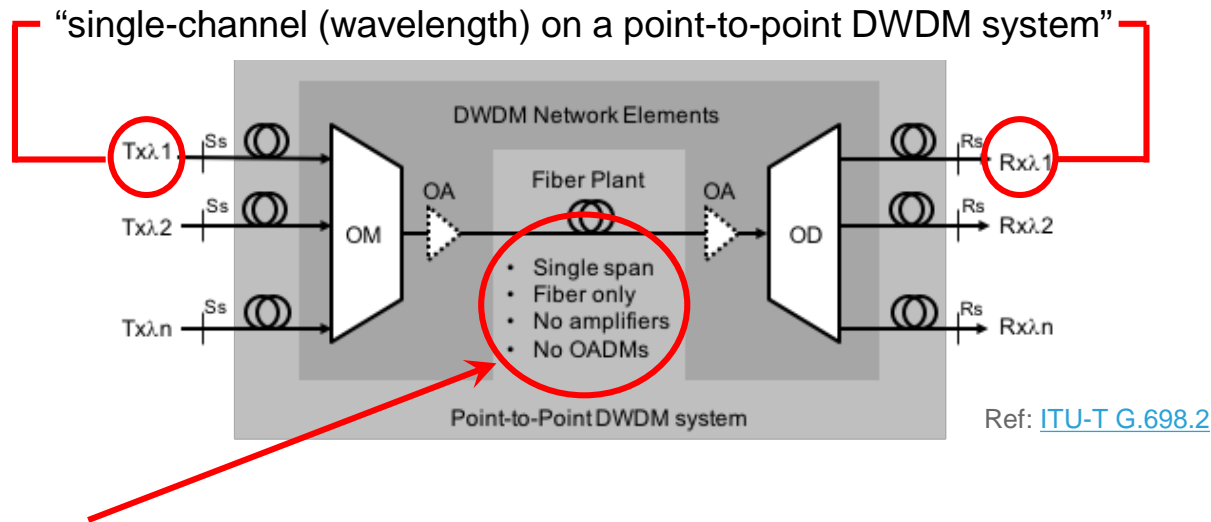 “single-channel (wavelength) on a point-to-point DWDM system”
DWDM Network Elements
Txλ1
Ss
Rs
Rxλ1
Fiber Plant
OA
OA
Txλ2
Ss
OM
OD
Rs
Rxλ2
• Single span
• Fiber only
• No amplifiers
• No OADMs
Txλn
Ss
Rs
Rxλn
Point-to-Point DWDM system
Ref: ITU-T G.698.2